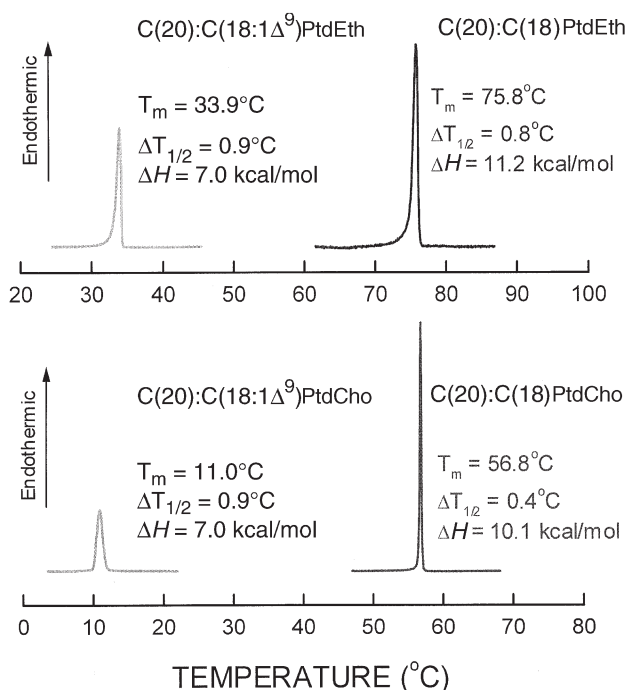 C(20):C(18:1Δ⁹)PtdEth
C(20):C(18)PtdEth
Endothermic
Tₘ = 33.9°C
ΔT₁/₂ = 0.9°C
ΔH = 7.0 kcal/mol
Tₘ = 75.8°C
ΔT₁/₂ = 0.8°C
ΔH = 11.2 kcal/mol
20 30 40 50 60 70 80 90 100
Endothermic
C(20):C(18:1Δ⁹)PtdCho
C(20):C(18)PtdCho
Tₘ = 11.0°C
ΔT₁/₂ = 0.9°C
ΔH = 7.0 kcal/mol
Tₘ = 56.8°C
ΔT₁/₂ = 0.4°C
ΔH = 10.1 kcal/mol
0 10 20 30 40 50 60 70 80
TEMPERATURE (°C)